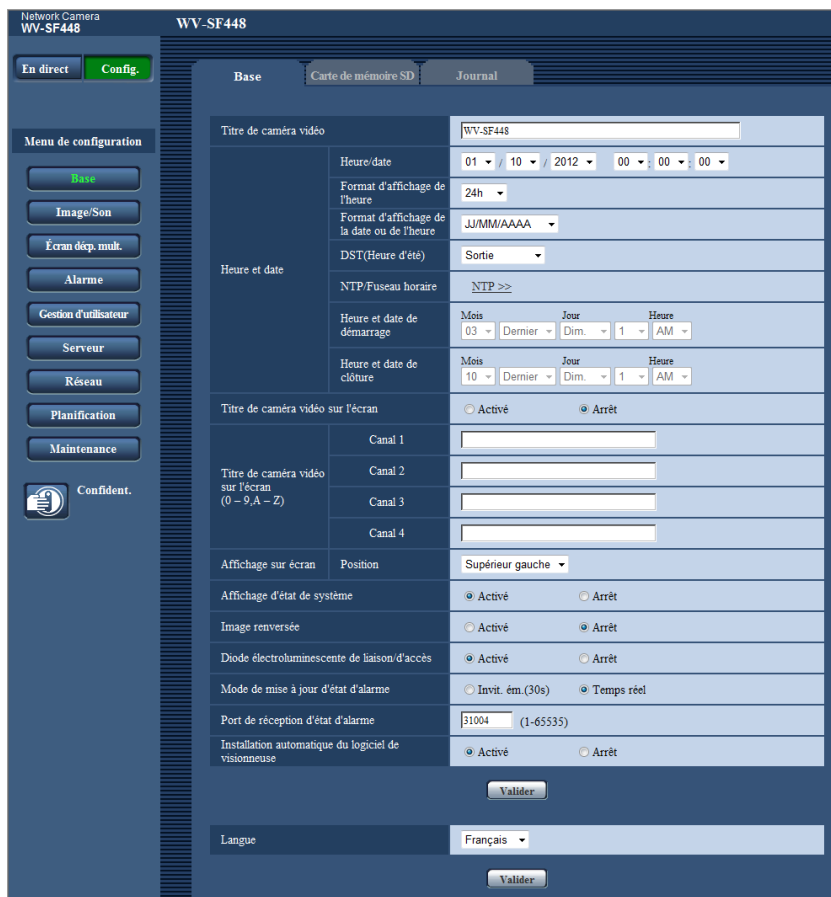 Network Camera
WV-SF448
WV-SF448
En direct Config.
Base Carte de mémoire SD Journal
Menu de configuration
Base
Image/Son
Écran décp. mult.
Alarme
Gestion d'utilisateur
Serveur
Réseau
Planification
Maintenance
Confident.
Titre de caméra vidéo WV-SF448
Heure et date
Heure/date 01 / 10 / 2012 00 : 00 : 00
Format d'affichage de
l'heure
24h
Format d'affichage de
la date ou de l'heure
JJ/MM/AAAA
DST(Heure d'été) Sortie
NTP/Fuseau horaire NTP >>
Heure et date de
démarrage
Mois Jour Heure
03 Dernier Dim. 1 AM
Heure et date de
clôture
Mois Jour Heure
10 Dernier Dim. 1 AM
Titre de caméra vidéo sur l'écran Activé Arrêt
Titre de caméra vidéo
sur l'écran
(0 – 9,A – Z)
Canal 1
Canal 2
Canal 3
Canal 4
Affichage sur écran Position Supérieur gauche
Affichage d'état de système Activé Arrêt
Image renversée Activé Arrêt
Diode électroluminescente de liaison/d'accès Activé Arrêt
Mode de mise à jour d'état d'alarme Invit. ém.(30s) Temps réel
Port de réception d'état d'alarme 31004 (1-65535)
Installation automatique du logiciel de
visionneuse
Activé Arrêt
Valider
Langue Français
Valider